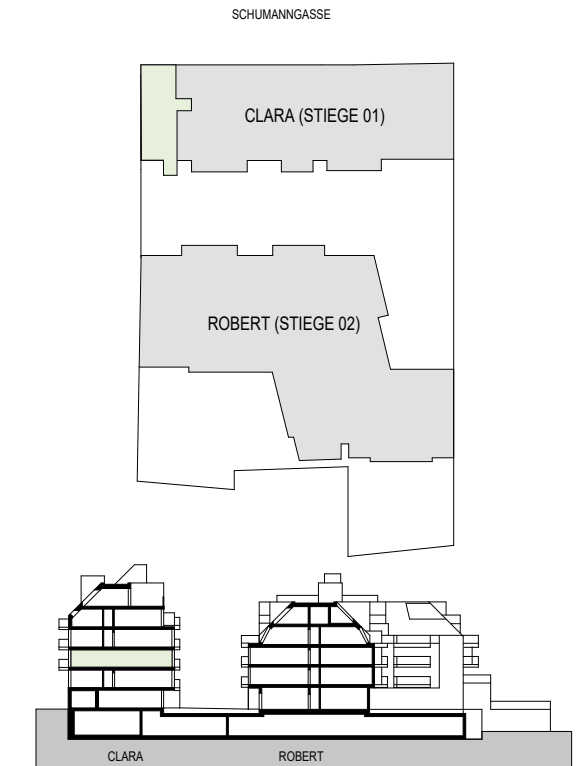 SCHUMANNGASSE
CLARA (STIEGE 01)
ROBERT (STIEGE 02)
CLARA
ROBERT